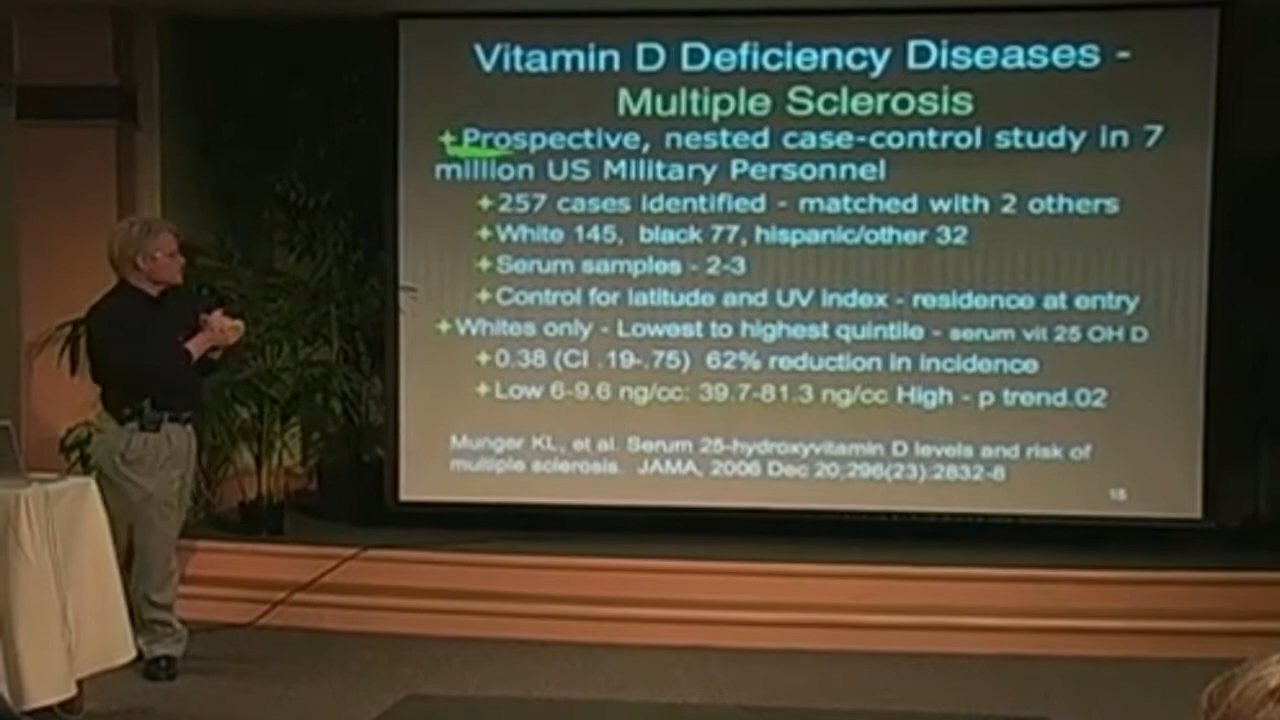 Vitamin D Deficiency Diseases -
Multiple Sclerosis
+Prospective, nested case-control study in 7
million US Military Personnel
+257 cases identified - matched with 2 others
+White 145, black 77, hispanic/other 32
+Serum samples - 2-3
+Control for latitude and UV index - residence at entry
+Whites only - Lowest to highest quintile - serum vit 25 OH D
+0.38 (CI .19-.75) 62% reduction in incidence
+Low 6-9.6 ng/cc: 39.7-81.3 ng/cc High - p trend.02
Munger KL, et al. Serum 25-hydroxyvitamin D levels and risk of
multiple sclerosis. JAMA, 2006 Dec 20;296(23):2832-8
15